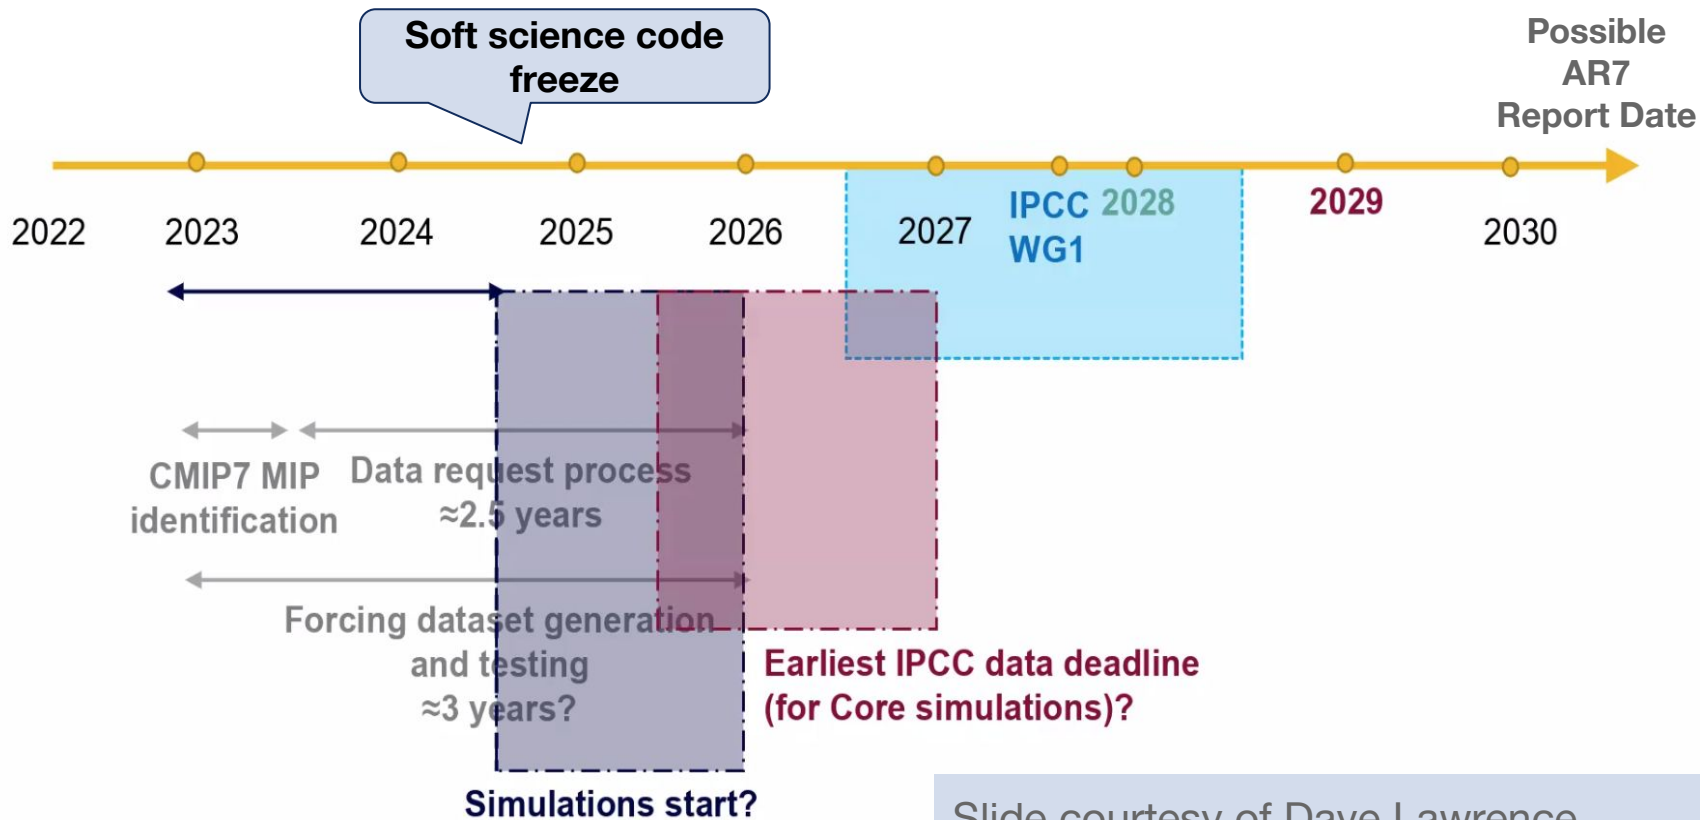 Soft science code
freeze
Possible
AR7
Report Date
2022
2023
2024
2025
2026
2027
IPCC
WG1
2028
2029
2030
CMIP7 MIP
identification
Data request process
≈2.5 years
Forcing dataset generation
and testing
≈3 years?
Earliest IPCC data deadline
(for Core simulations)?
Simulations start?
Slide courtesy of Dave Lawrence